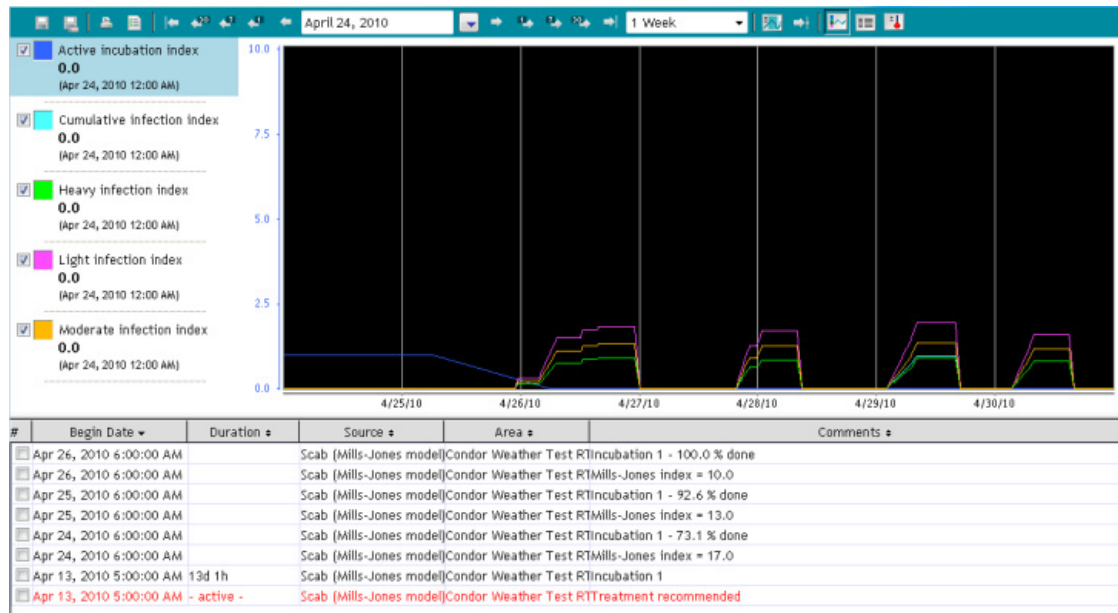 April 24, 2010
1 Week
Active incubation index
0.0
(Apr 24, 2010 12:00 AM)
Cumulative infection index
0.0
(Apr 24, 2010 12:00 AM)
Heavy infection index
0.0
(Apr 24, 2010 12:00 AM)
Light infection index
0.0
(Apr 24, 2010 12:00 AM)
Moderate infection index
0.0
(Apr 24, 2010 12:00 AM)
10.0
7.5
5.0
2.5
0.0
4/25/10 4/26/10 4/27/10 4/28/10 4/29/10 4/30/10
# Begin Date Duration Source Area Comments
Apr 26, 2010 6:00:00 AM Scab (Mills-Jones model) Condor Weather Test RT Incubation 1 - 100.0 % done
Apr 26, 2010 6:00:00 AM Scab (Mills-Jones model) Condor Weather Test RT Mills-Jones index = 10.0
Apr 25, 2010 6:00:00 AM Scab (Mills-Jones model) Condor Weather Test RT Incubation 1 - 92.6 % done
Apr 25, 2010 6:00:00 AM Scab (Mills-Jones model) Condor Weather Test RT Mills-Jones index = 13.0
Apr 24, 2010 6:00:00 AM Scab (Mills-Jones model) Condor Weather Test RT Incubation 1 - 73.1 % done
Apr 24, 2010 6:00:00 AM Scab (Mills-Jones model) Condor Weather Test RT Mills-Jones index = 17.0
Apr 13, 2010 5:00:00 AM 13d 1h Scab (Mills-Jones model) Condor Weather Test RT Incubation 1
Apr 13, 2010 5:00:00 AM - active - Scab (Mills-Jones model) Condor Weather Test RT Treatment recommended